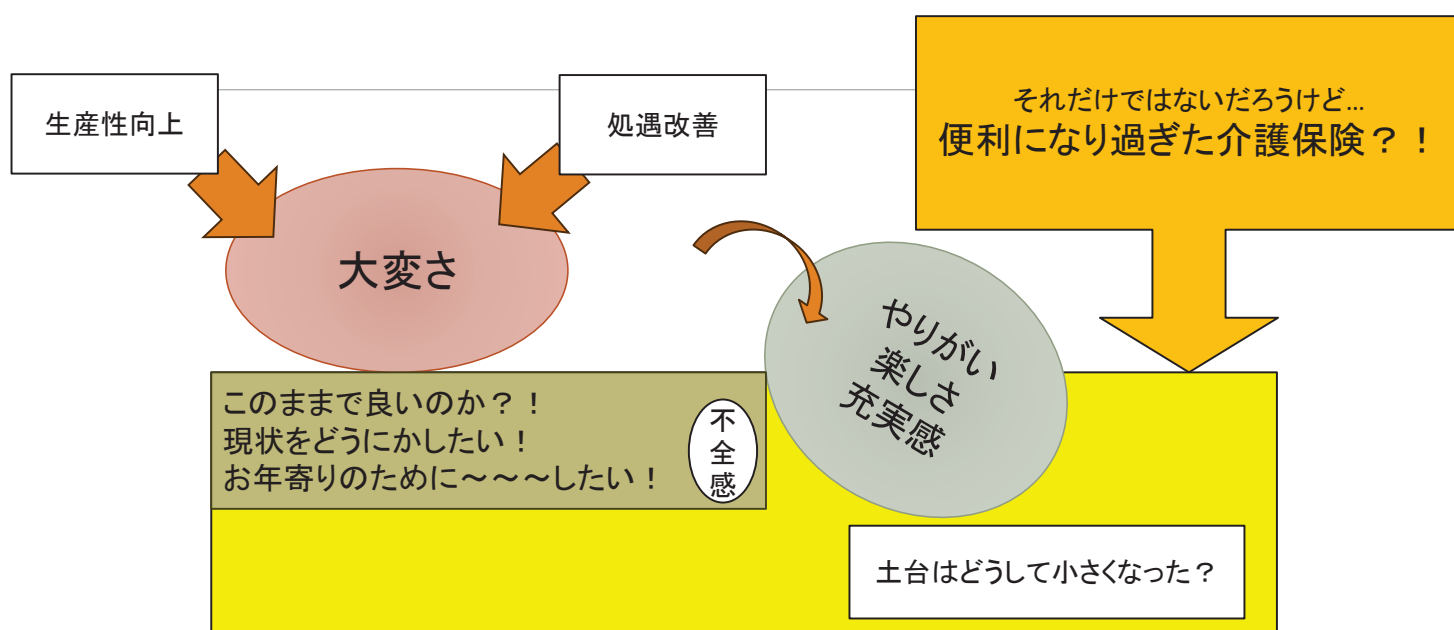 生産性向上
処遇改善
それだけではないだろうけど…
便利になり過ぎた介護保険？！
大変さ
やりがい
楽しさ
充実感
このままで良いのか？！
現状をどうにかしたい！
お年寄りのために～～～したい！
不全感
土台はどうして小さくなった？